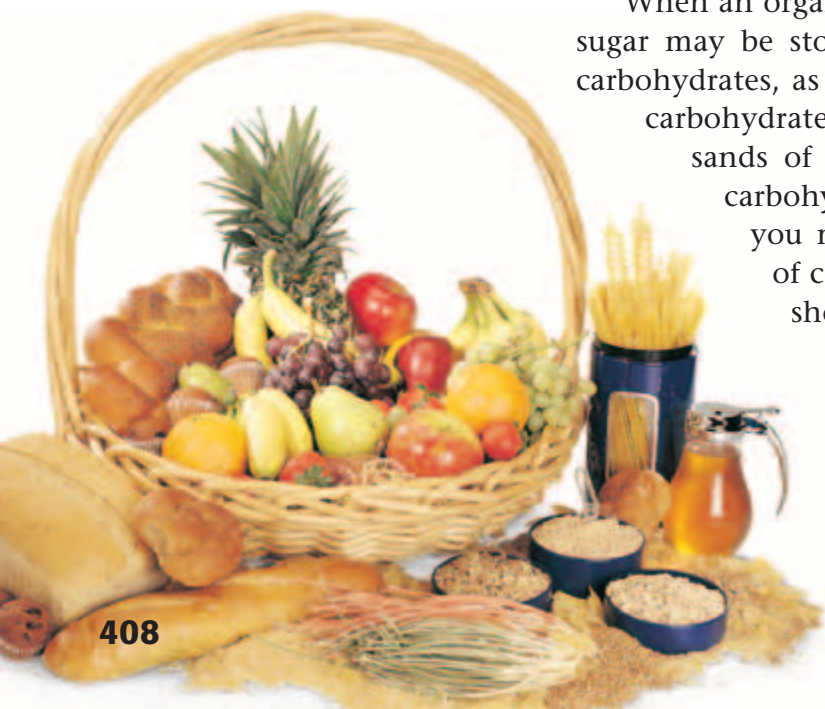 When an orga
sugar may be sto
carbohydrates, as
carbohydrate
sands of
carbohy
you
of c
sh
408